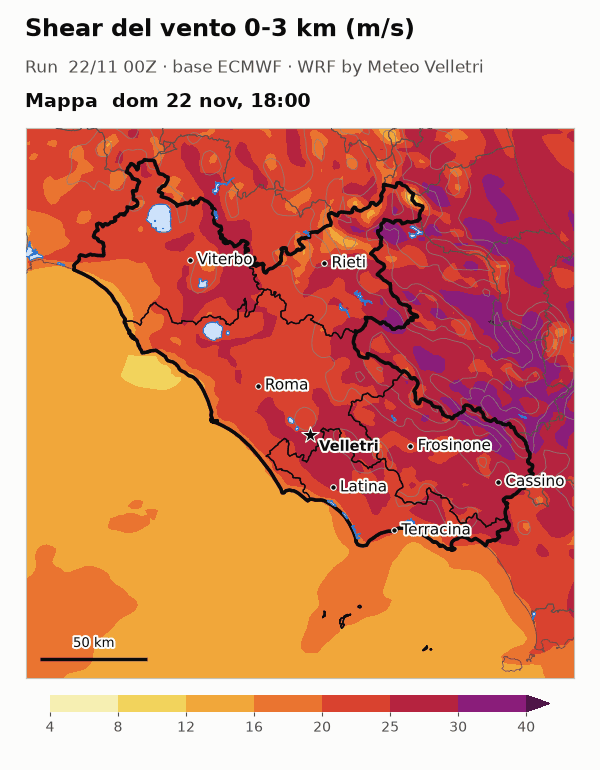 Shear del vento 0-3 km (m/s)
Run 22/11 00Z · base ECMWF · WRF by Meteo Velletri
Mappa dom 22 nov, 18:00
Viterbo
Rieti
Roma
Velletri
Frosinone
Latina
Cassino
Terracina
50 km
4 8 12 16 20 25 30 40